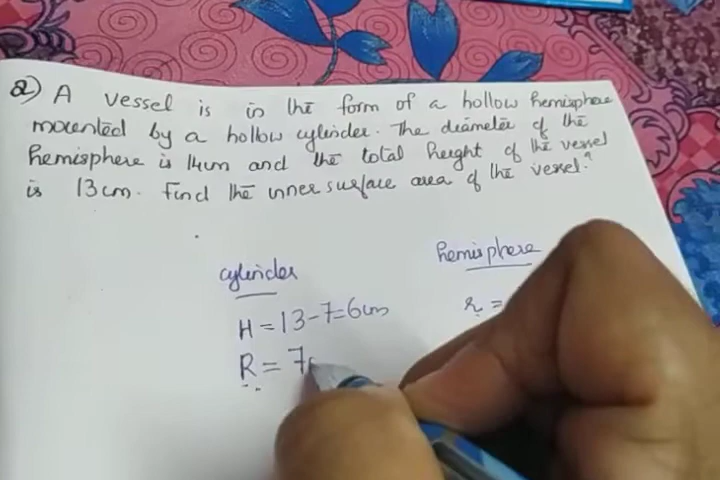 Q) A vessel is in the form of a hollow hemisphere
mounted by a hollow cylinder. The diameter of the
hemisphere is 14cm and the total height of the vessel
is 13cm. Find the inner surface area of the vessel?
cylinder
hemisphere
H = 13-7=6cm
r =
R = 7